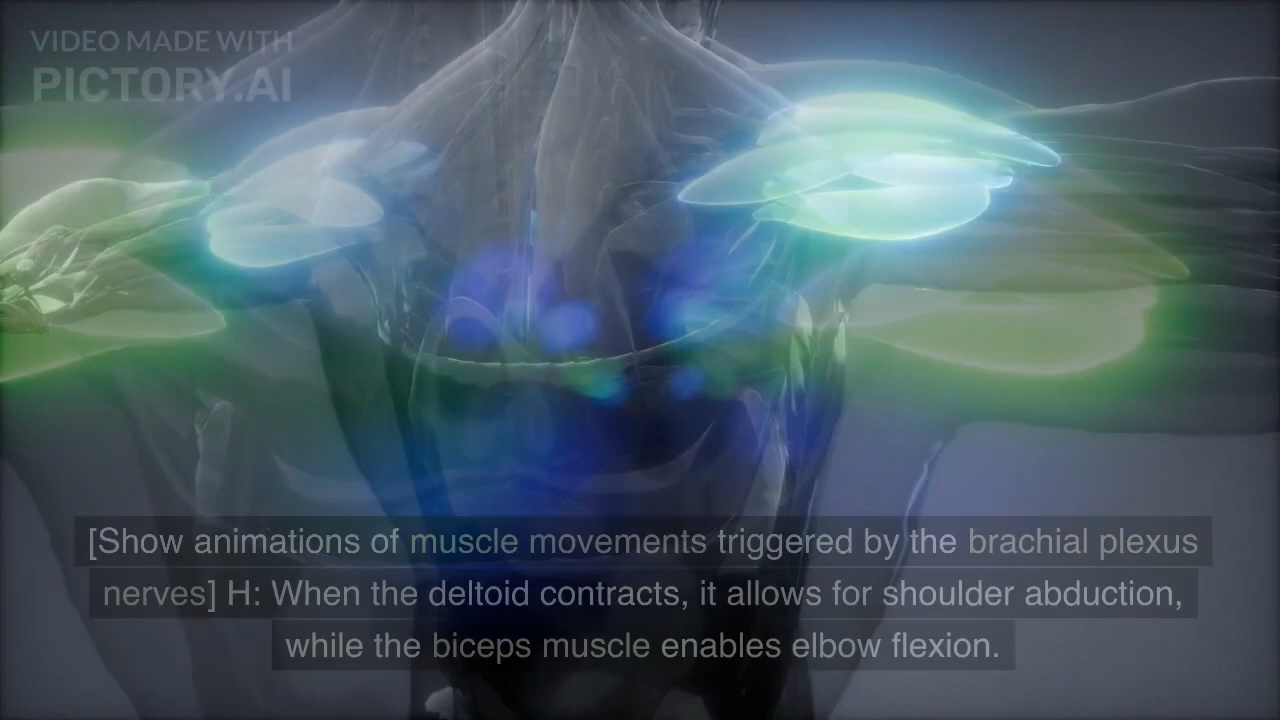 VIDEO MADE WITH
PICTORY.AI
[Show animations of muscle movements triggered by the brachial plexus
nerves] H: When the deltoid contracts, it allows for shoulder abduction,
while the biceps muscle enables elbow flexion.